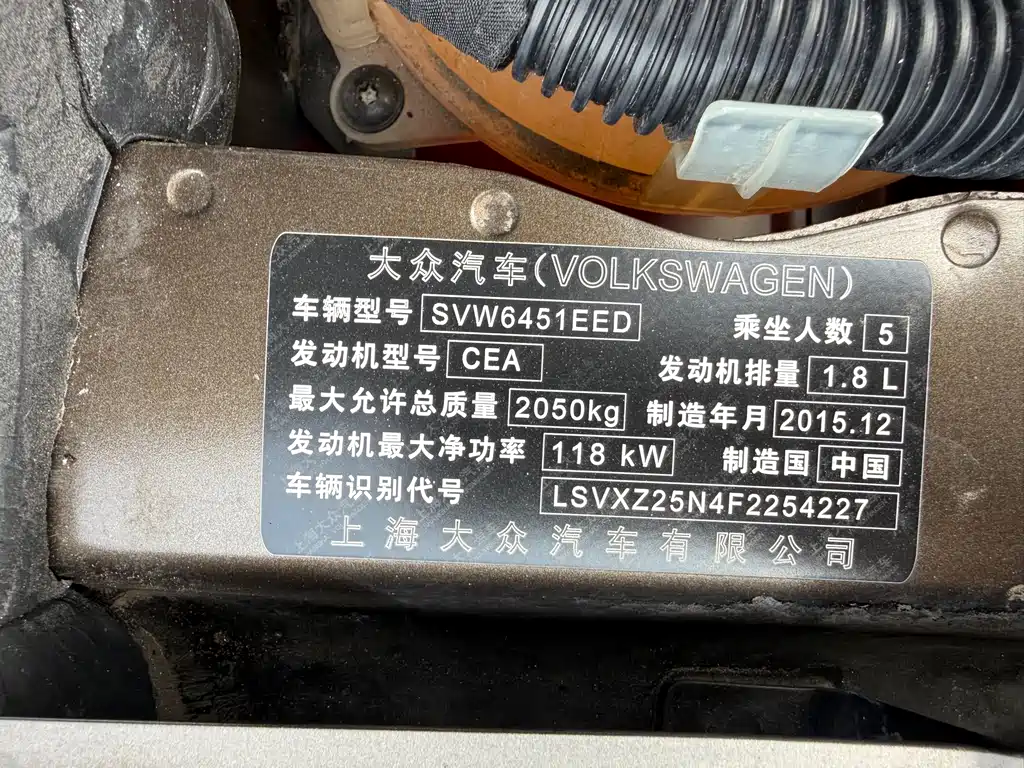 大众汽车(VOLKSWAGEN)
车辆型号 SVW6451EED 乘坐人数 5
发动机型号 CEA 发动机排量 1.8 L
最大允许总质量 2050kg 制造年月 2015.12
发动机最大净功率 118 kW 制造国 中国
车辆识别代号 LSVXZ25N4F2254227
上海大众汽车有限公司